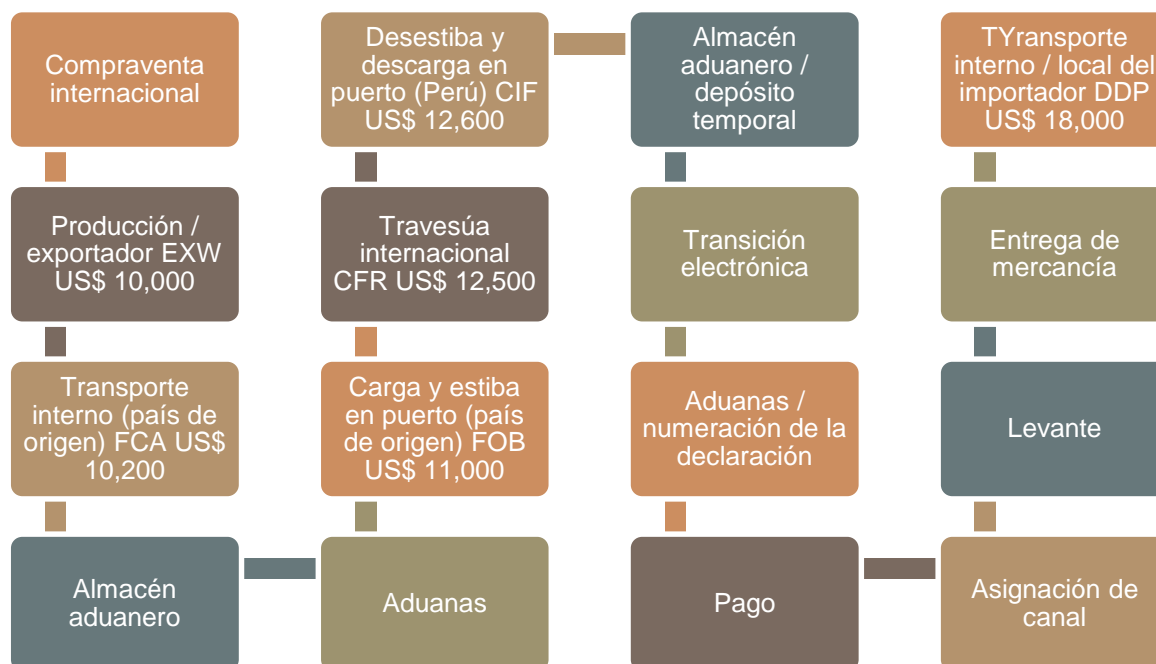 Compraventa
internacional
Producción /
exportador EXW
US$ 10,000
Transporte
interno (país de
origen) FCA US$
10,200
Almacén
aduanero
Aduanas
Carga y estiba
en puerto (país
de origen) FOB
US$ 11,000
Travesúa
internacional
CFR US$ 12,500
Desestiba y
descarga en
puerto (Perú) CIF
US$ 12,600
Almacén
aduanero /
depósito
temporal
Transición
electrónica
Aduanas /
numeración de la
declaración
Pago
Asignación de
canal
Levante
Entrega de
mercancía
TYransporte
interno / local del
importador DDP
US$ 18,000